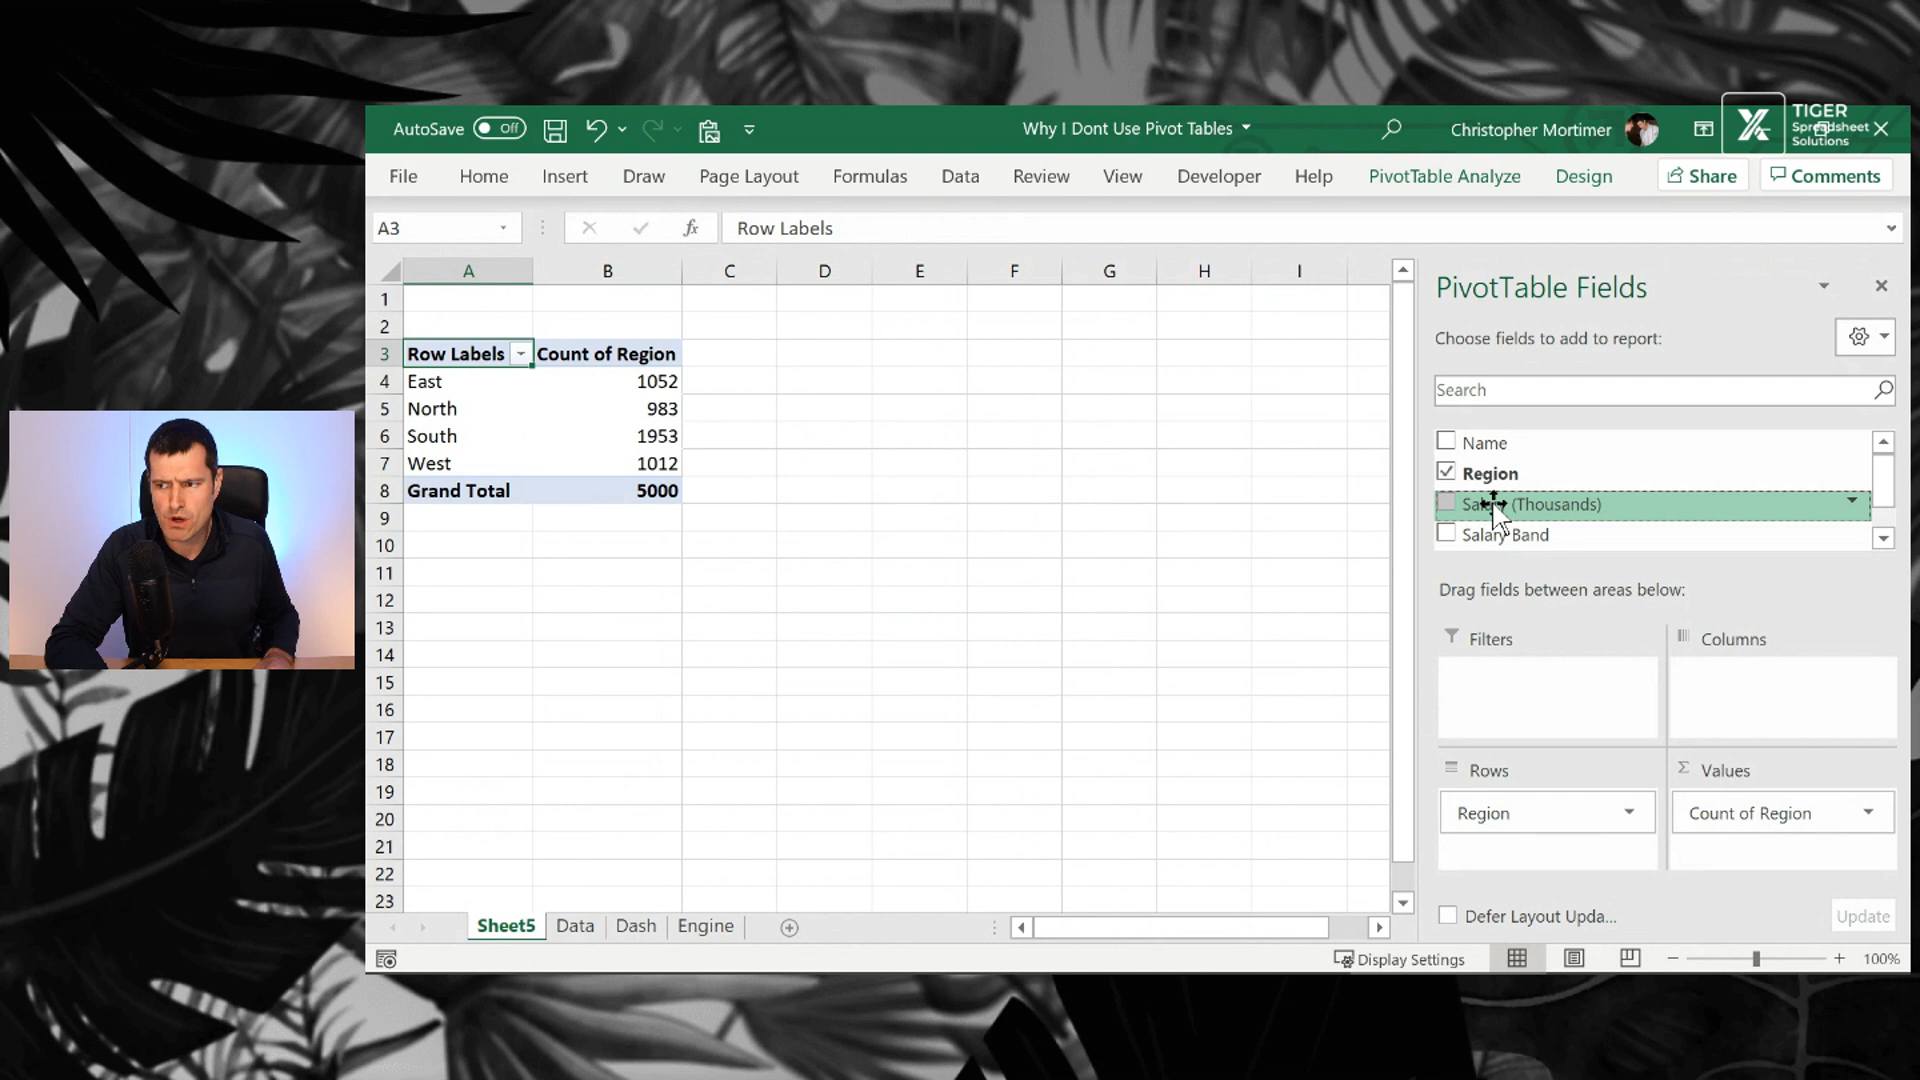 AutoSave Off
Why I Dont Use Pivot Tables
Christopher Mortimer
TIGER
Spreadsheet
Solutions
File Home Insert Draw Page Layout Formulas Data Review View Developer Help PivotTable Analyze Design Share Comments
A3 fx Row Labels
A B C D E F G H I
1
2
3 Row Labels Count of Region
4 East 1052
5 North 983
6 South 1953
7 West 1012
8 Grand Total 5000
9
10
11
12
13
14
15
16
17
18
19
20
21
22
23
PivotTable Fields
Choose fields to add to report:
Search
Name
Region
(Thousands)
Salary Band
Drag fields between areas below:
Filters Columns
Rows Values
Region Count of Region
Defer Layout Upda... Update
Sheet5 Data Dash Engine
Display Settings 100%